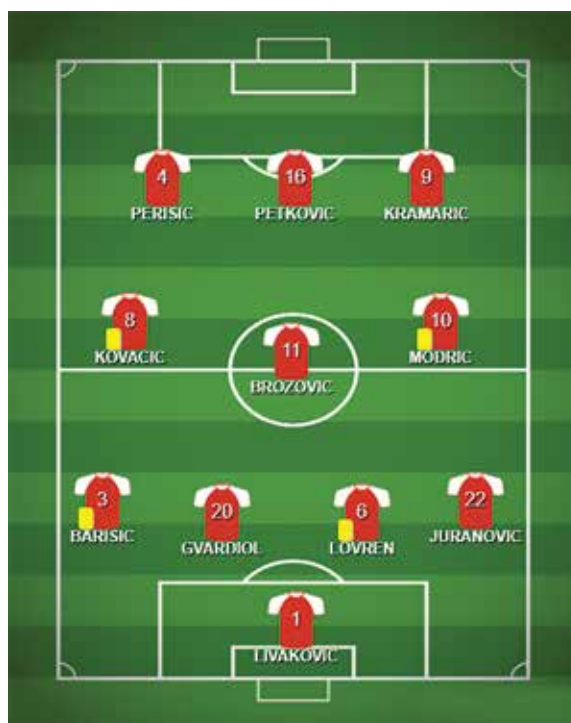 4 16 9
PERISIC PETKOVIC KRAMARIC
8 10
11
KOVACIC MODRIC
BROZOVIC
3 20 6 22
BARISIC GVARDIOL LOVREN JURANOVIC
1
LIVAKOVIC